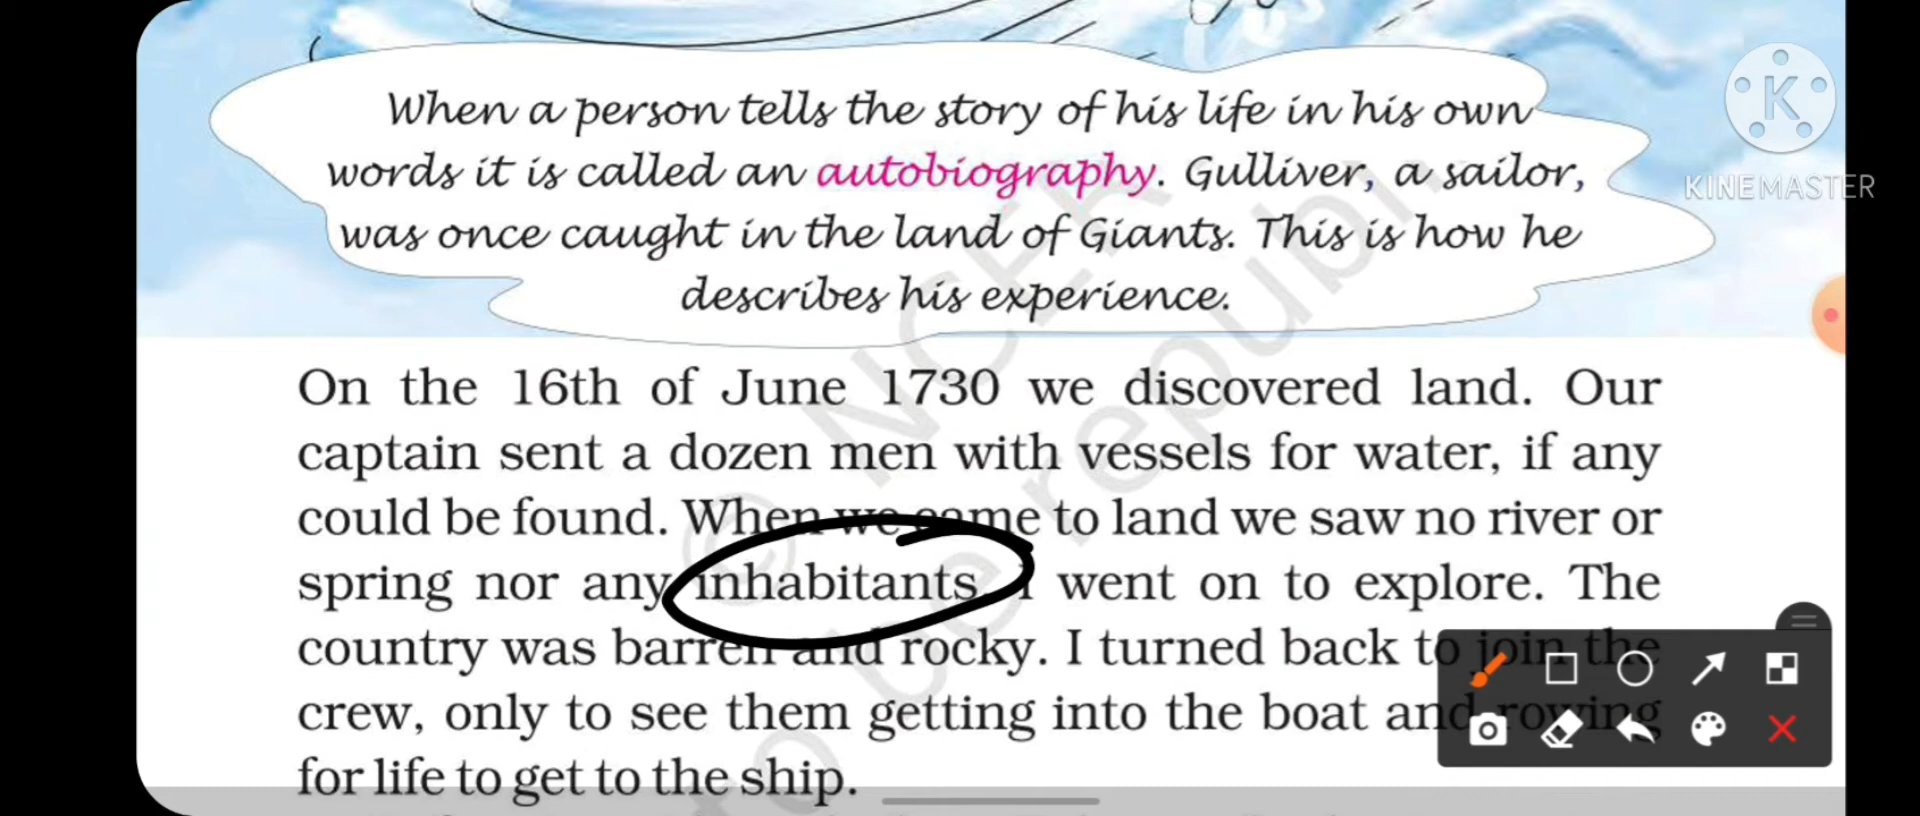 When a person tells the story of his life in his own
words it is called an autobiography. Gulliver, a sailor,
was once caught in the land of Giants. This is how he
describes his experience.
K
KINEMASTER
On the 16th of June 1730 we discovered land. Our
captain sent a dozen men with vessels for water, if any
could be found. When we came to land we saw no river or
spring nor any inhabitants. I went on to explore. The
country was barren and rocky. I turned back to join the
crew, only to see them getting into the boat and rowing
for life to get to the ship.
© NCERT
to be republ